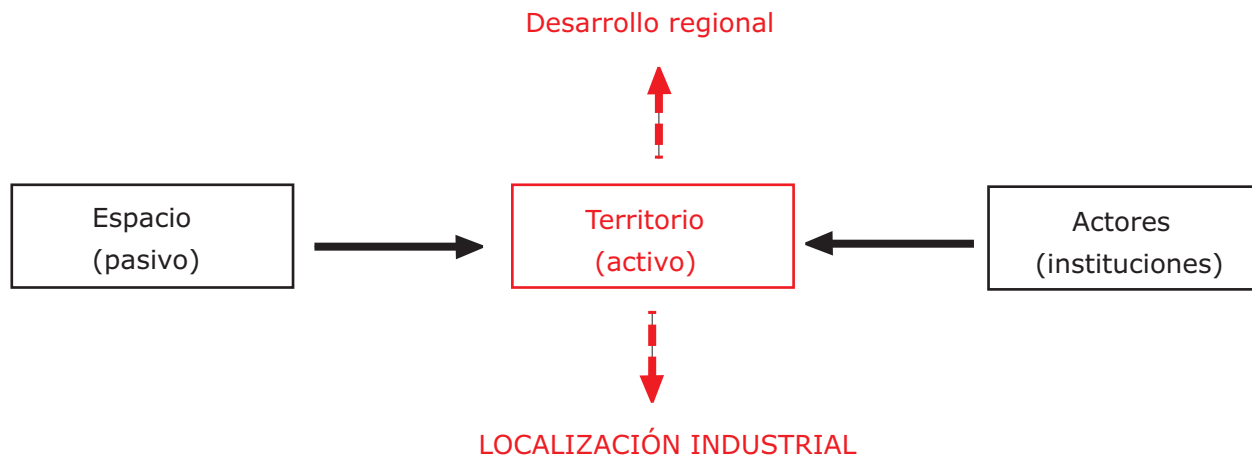 Desarrollo regional
Espacio
(pasivo)
Territorio
(activo)
Actores
(instituciones)
LOCALIZACIÓN INDUSTRIAL